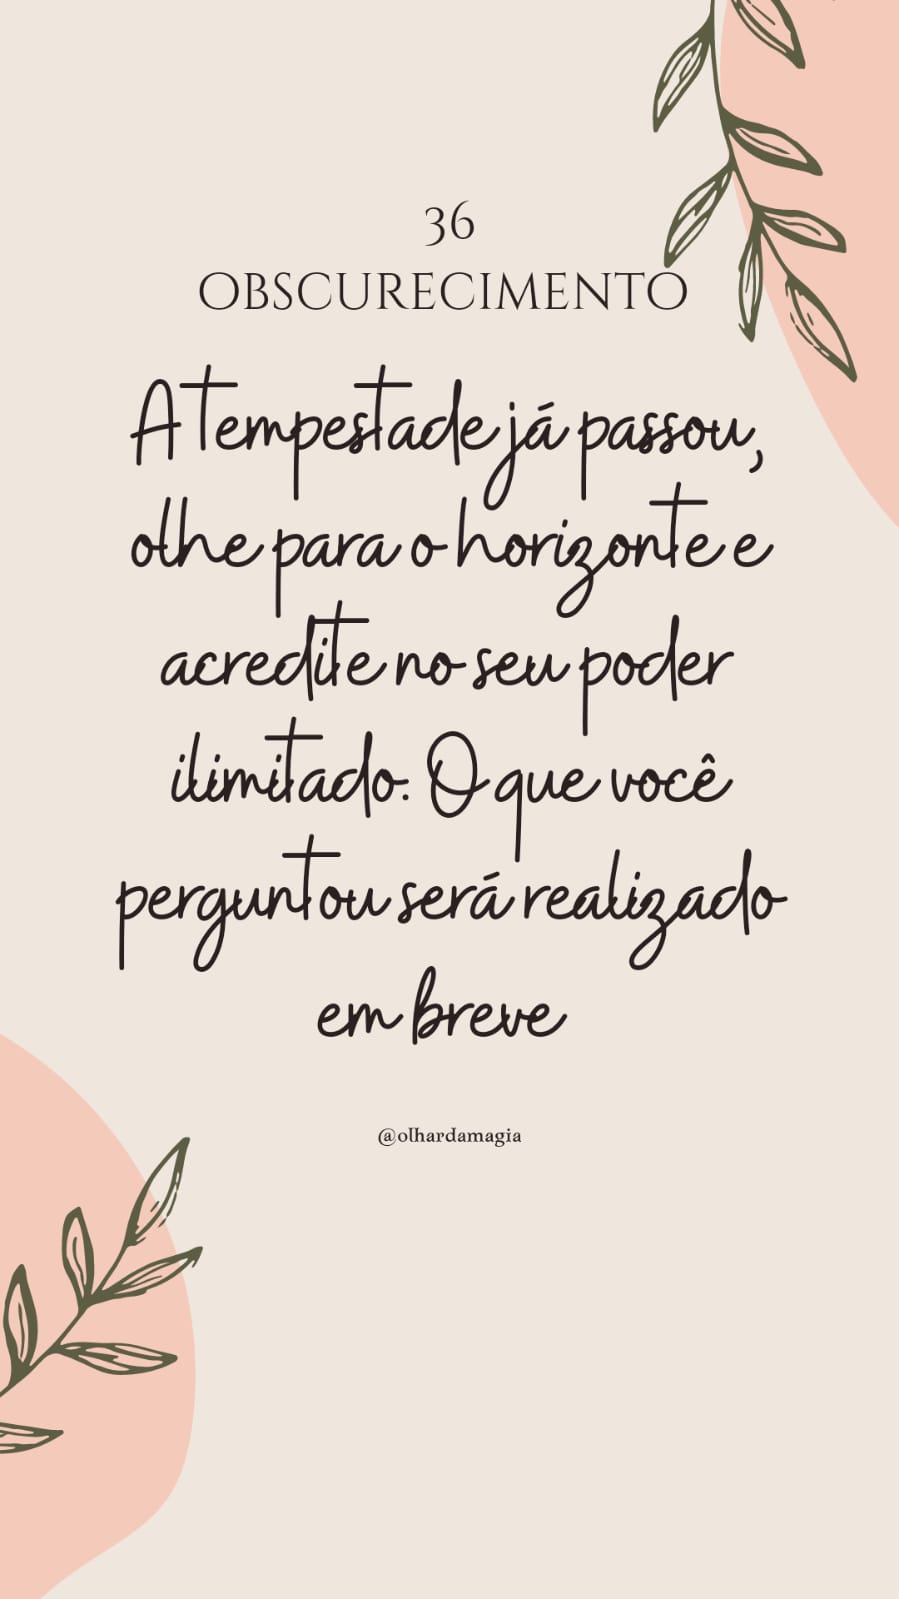 36
OBSCURECIMENTO
A tempestade já passou,
olhe para o horizonte e
acredite no seu poder
ilimitado. O que você
perguntou será realizado
em breve
@olhardamagia